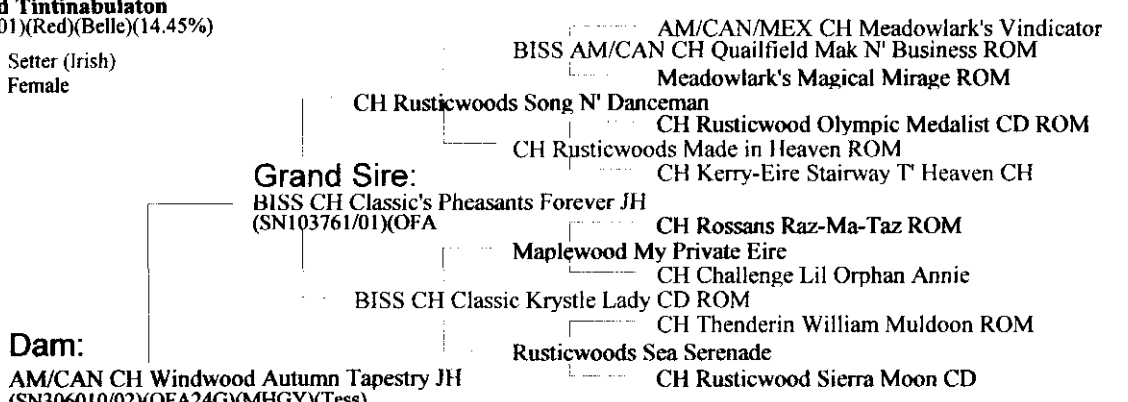 d Tintinabulaton
01)(Red)(Belle)(14.45%)
AM/CAN/MEX CH Meadowlark's Vindicator
BISS AM/CAN CH Quailfield Mak N' Business ROM
Setter (Irish)
Meadowlark's Magical Mirage ROM
Female
CH Rusticwoods Song N' Danceman
CH Rusticwood Olympic Medalist CD ROM
CH Rusticwoods Made in Heaven ROM
CH Kerry-Eire Stairway T' Heaven CH
Grand Sire:
BISS CH Classic's Pheasants Forever JH
(SN103761/01)(OFA
CH Rossans Raz-Ma-Taz ROM
Maplewood My Private Eire
CH Challenge Lil Orphan Annie
BISS CH Classic Krystle Lady CD ROM
CH Thenderin William Muldoon ROM
Dam:
Rusticwoods Sea Serenade
AM/CAN CH Windwood Autumn Tapestry JH
CH Rusticwood Sierra Moon CD
(SN306010/02)(OFA24G)(MHGY)(Tess)